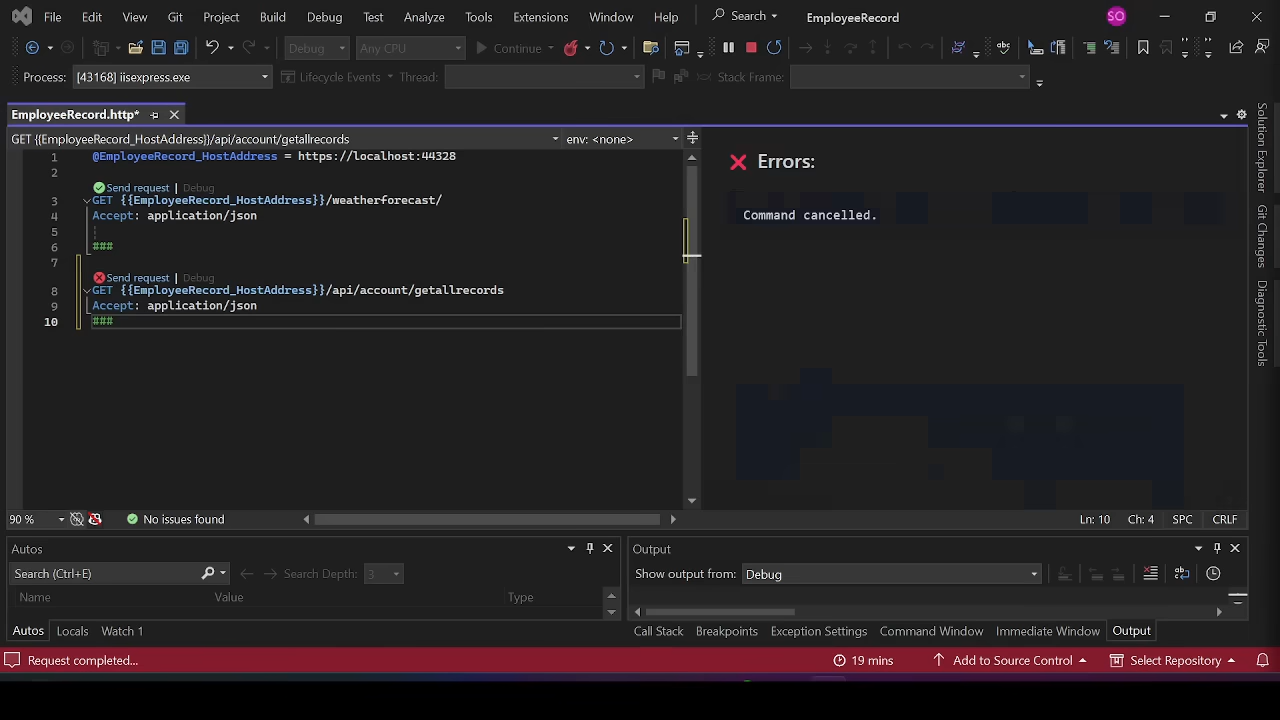 File Edit View Git Project Build Debug Test Analyze Tools Extensions Window Help Search EmployeeRecord SO
Debug Any CPU Continue
Process: [43168] iisexpress.exe Lifecycle Events Thread: Stack Frame:
EmployeeRecord.http*
GET {{EmployeeRecord_HostAddress}}/api/account/getallrecords env: <none>
1 @EmployeeRecord_HostAddress = https://localhost:44328
2
Send request | Debug
3 GET {{EmployeeRecord_HostAddress}}/weatherforecast/
4 Accept: application/json
5
6 ###
7
Send request | Debug
8 GET {{EmployeeRecord_HostAddress}}/api/account/getallrecords
9 Accept: application/json
10 ###
Errors:
Command cancelled.
Solution Explorer
Git Changes
Diagnostic Tools
90 % No issues found Ln: 10 Ch: 4 SPC CRLF
Autos
Search (Ctrl+E) Search Depth: 3
Name Value Type
Autos Locals Watch 1
Output
Show output from: Debug
Call Stack Breakpoints Exception Settings Command Window Immediate Window Output
Request completed... 19 mins Add to Source Control Select Repository